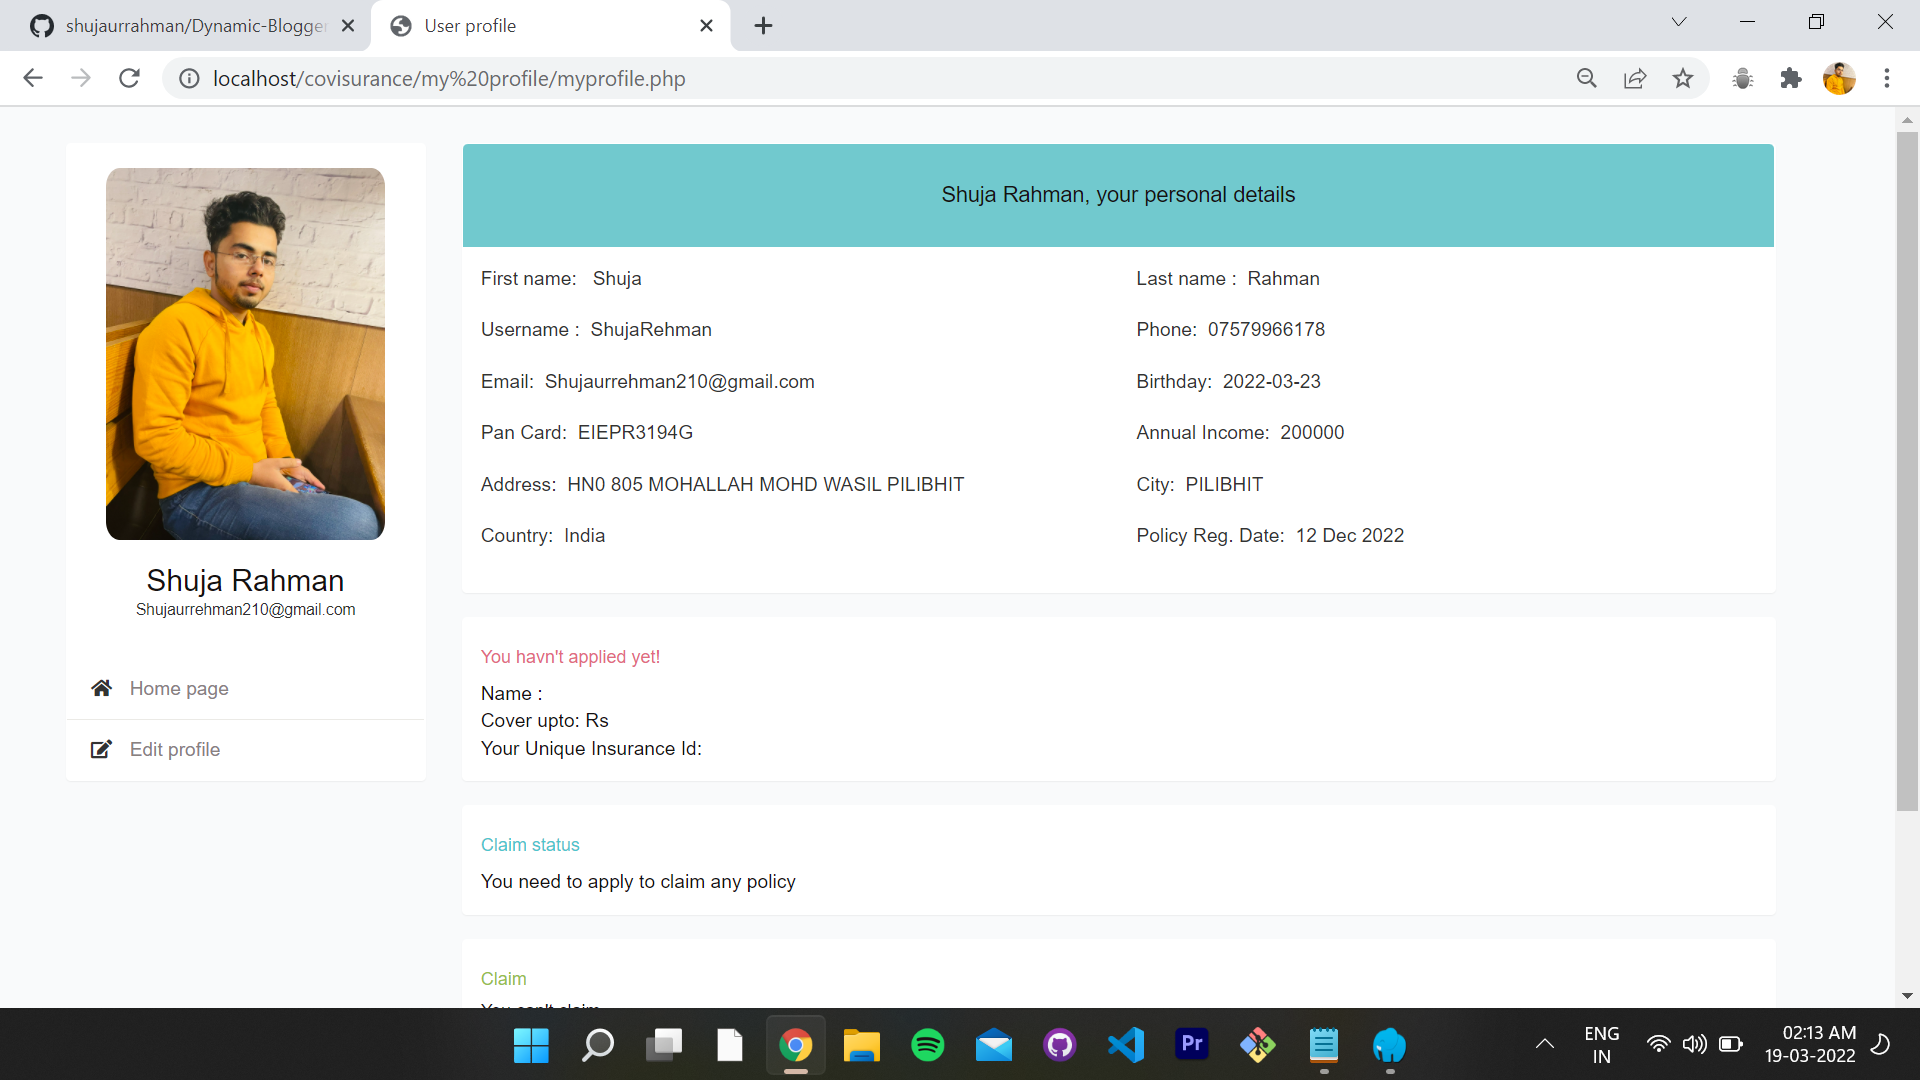 shujaurrahman/Dynamic-Blogger
User profile
localhost/covisurance/my%20profile/myprofile.php
Shuja Rahman, your personal details
First name: Shuja
Last name : Rahman
Username : ShujaRehman
Phone: 07579966178
Email: Shujaurrehman210@gmail.com
Birthday: 2022-03-23
Pan Card: EIEPR3194G
Annual Income: 200000
Address: HN0 805 MOHALLAH MOHD WASIL PILIBHIT
City: PILIBHIT
Country: India
Policy Reg. Date: 12 Dec 2022
Shuja Rahman
Shujaurrehman210@gmail.com
Home page
Edit profile
You havn't applied yet!
Name :
Cover upto: Rs
Your Unique Insurance Id:
Claim status
You need to apply to claim any policy
Claim
You can't claim
Pr
ENG
IN
02:13 AM
19-03-2022